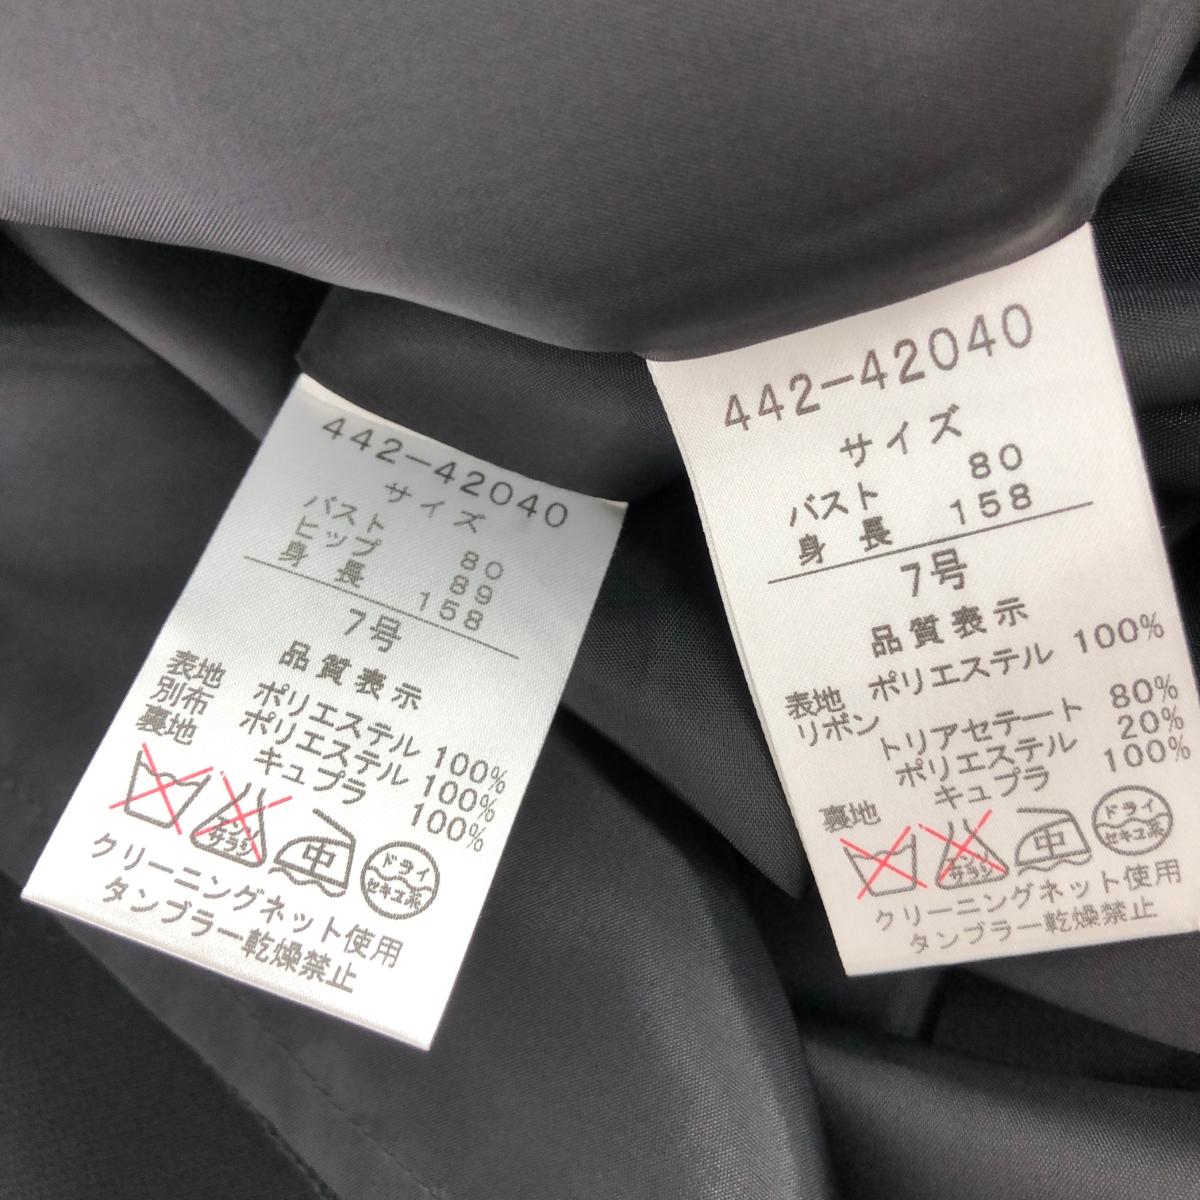 442-42040
サイズ
バスト 80
ヒップ 89
身長 158
7号
品質表示
表地 ポリエステル 100%
別布 ポリエステル 100%
裏地 キュプラ 100%
エンソ
サラシ
中
ドライ
セキユ系
クリーニングネット使用
タンブラー乾燥禁止
442-42040
サイズ
バスト 80
身長 158
7号
品質表示
表地 ポリエステル 100%
リボン トリアセテート 80%
ポリエステル 20%
裏地 キュプラ 100%
エンソ
サラシ
中
ドライ
セキユ系
クリーニングネット使用
タンブラー乾燥禁止